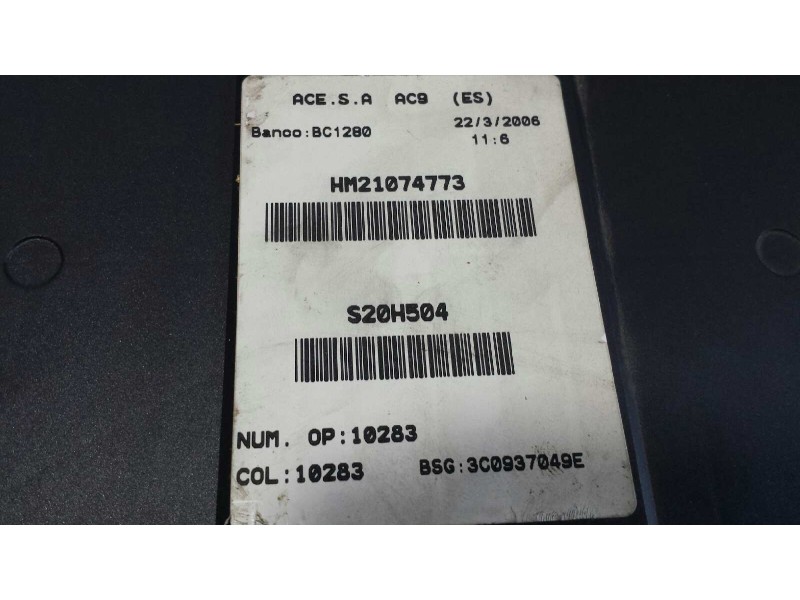 ACE.S.A AC9 (ES)
Banco:BC1280 22/3/2006
11:6
HM21074773
S20H504
NUM. OP:10283
COL:10283 BSG:3C0937049E